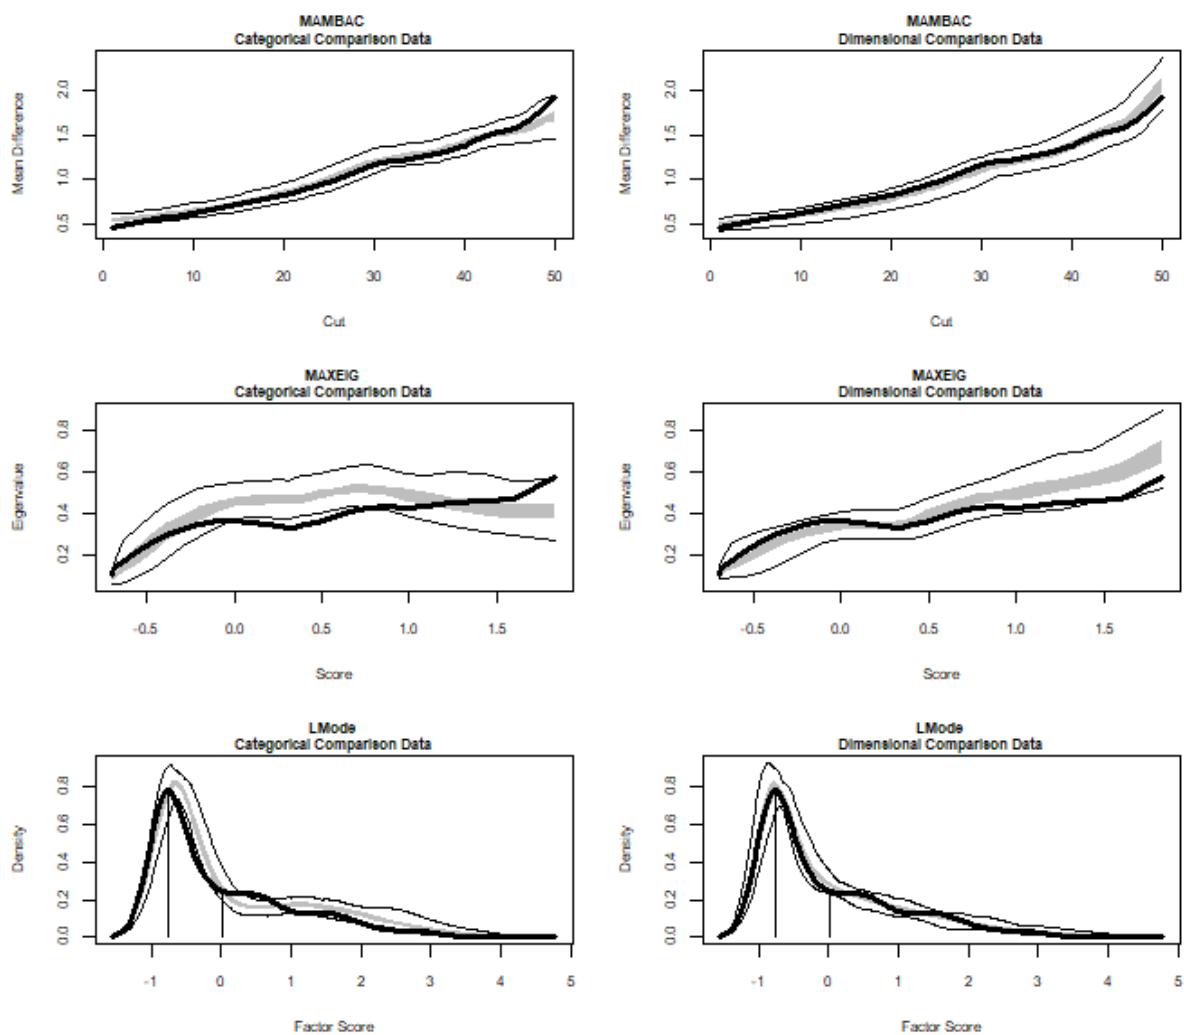 MAMBAC
Categorical Comparison Data
Mean Difference
2.0
1.5
1.0
0.5
0 10 20 30 40 50
Cut
MAMBAC
Dimensional Comparison Data
Mean Difference
2.0
1.5
1.0
0.5
0 10 20 30 40 50
Cut
MAXEIG
Categorical Comparison Data
Eigenvalue
0.8
0.6
0.4
0.2
-0.5 0.0 0.5 1.0 1.5
Score
MAXEIG
Dimensional Comparison Data
Eigenvalue
0.8
0.6
0.4
0.2
-0.5 0.0 0.5 1.0 1.5
Score
LMode
Categorical Comparison Data
Density
0.8
0.6
0.4
0.2
0.0
-1 0 1 2 3 4 5
Factor Score
LMode
Dimensional Comparison Data
Density
0.8
0.6
0.4
0.2
0.0
-1 0 1 2 3 4 5
Factor Score